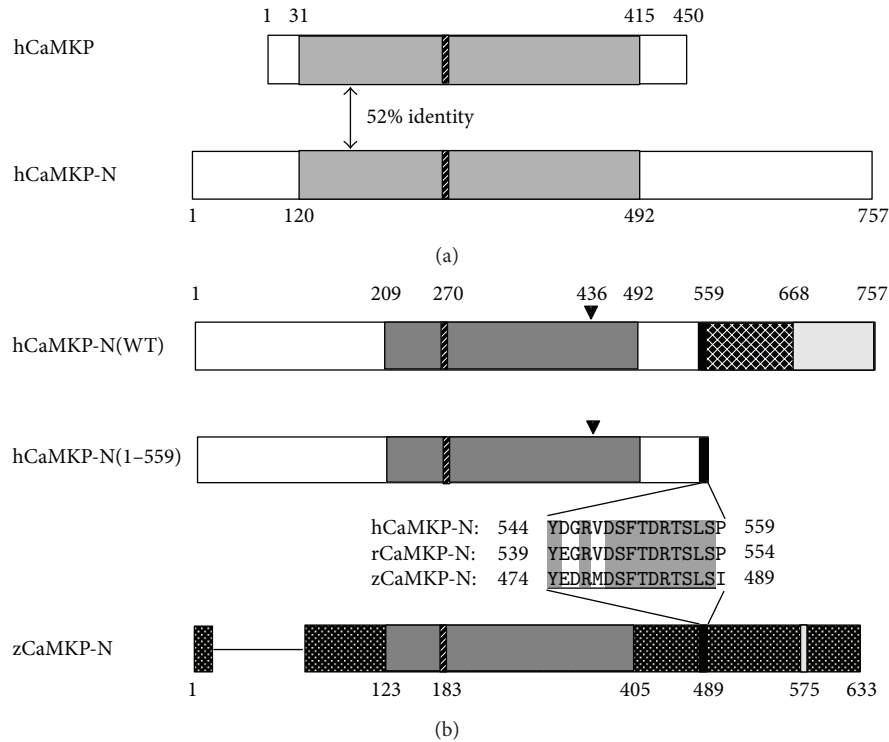 1 31 415 450
hCaMKP
52% identity
hCaMKP-N
1 120 492 757
(a)
1 209 270 436 492 559 668 757
hCaMKP-N(WT)
hCaMKP-N(1–559)
hCaMKP-N: 544 YDGRVDSFTDRTSLSP 559
rCaMKP-N: 539 YEGRVDSFTDRTSLSP 554
zCaMKP-N: 474 YEDRMDSFTDRTSLSI 489
zCaMKP-N
1 123 183 405 489 575 633
(b)